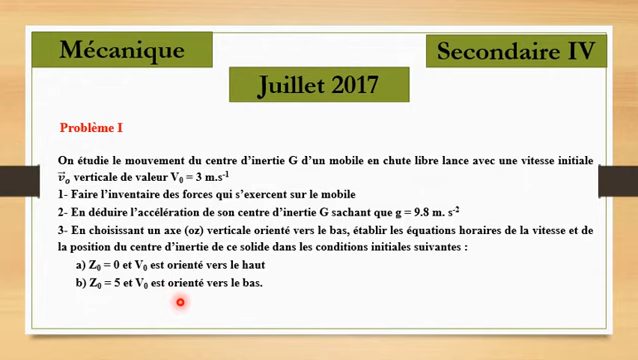 Mécanique
Secondaire IV
Juillet 2017
Problème I
On étudie le mouvement du centre d'inertie G d'un mobile en chute libre lance avec une vitesse initiale
v⃗₀ verticale de valeur V₀ = 3 m.s⁻¹
1- Faire l'inventaire des forces qui s'exercent sur le mobile
2- En déduire l'accélération de son centre d'inertie G sachant que g = 9.8 m. s⁻²
3- En choisissant un axe (oz) verticale orienté vers le bas, établir les équations horaires de la vitesse et de
la position du centre d'inertie de ce solide dans les conditions initiales suivantes :
a) Z₀ = 0 et V₀ est orienté vers le haut
b) Z₀ = 5 et V₀ est orienté vers le bas.